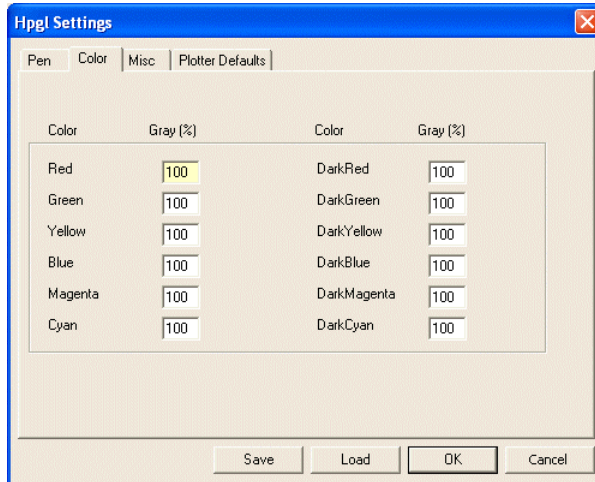 Hpgl Settings
Pen Color Misc Plotter Defaults
Color Gray (%) Color Gray (%)
Red 100 DarkRed 100
Green 100 DarkGreen 100
Yellow 100 DarkYellow 100
Blue 100 DarkBlue 100
Magenta 100 DarkMagenta 100
Cyan 100 DarkCyan 100
Save Load OK Cancel